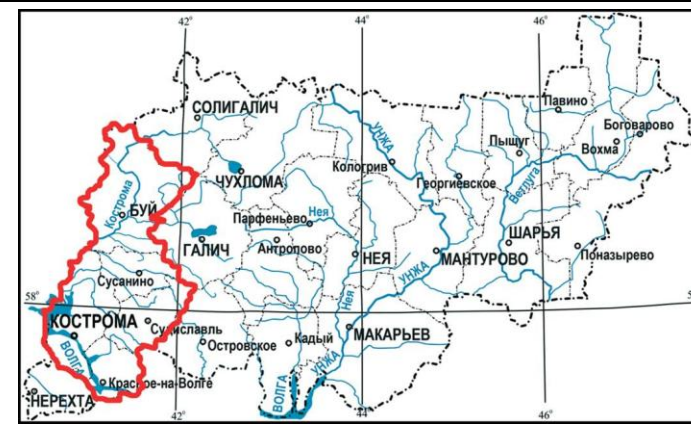 42°
44°
46°
СОЛИГАЛИЧ
Павино
Боговарово
УНЖА
Пыщуг
Вохма
Кологрив
ЧУХЛОМА
Георгиевское
Ветлуга
Кострома
БУЙ
Парфеньево
Нея
ШАРЬЯ
ГАЛИЧ
Антропово
НЕЯ
МАНТУРОВО
Поназырево
Сусанино
УНЖА
58°
Нея
КОСТРОМА
Судиславль
МАКАРЬЕВ
Островское
Кадый
ВОЛГА
УНЖА
Красное-на-Волге
ВОЛГА
НЕРЕХТА
42°
44°
46°